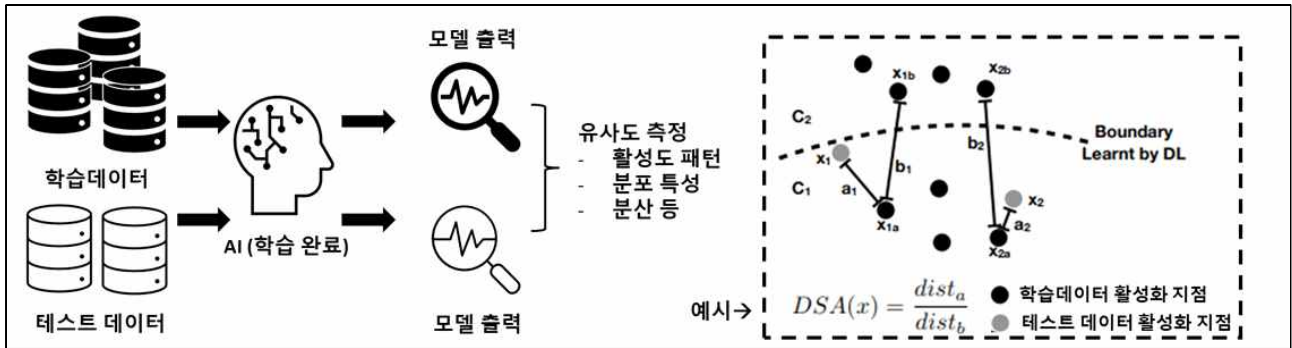 학습데이터
테스트 데이터
AI (학습 완료)
모델 출력
모델 출력
유사도 측정
- 활성도 패턴
- 분포 특성
- 분산 등
예시→
C₂
C₁
x₁ᵦ
x₂ᵦ
x₁
a₁
b₁
x₁ₐ
b₂
x₂
a₂
x₂ₐ
Boundary
Learnt by DL
DSA(x) = distₐ / distᵦ
학습데이터 활성화 지점
테스트 데이터 활성화 지점